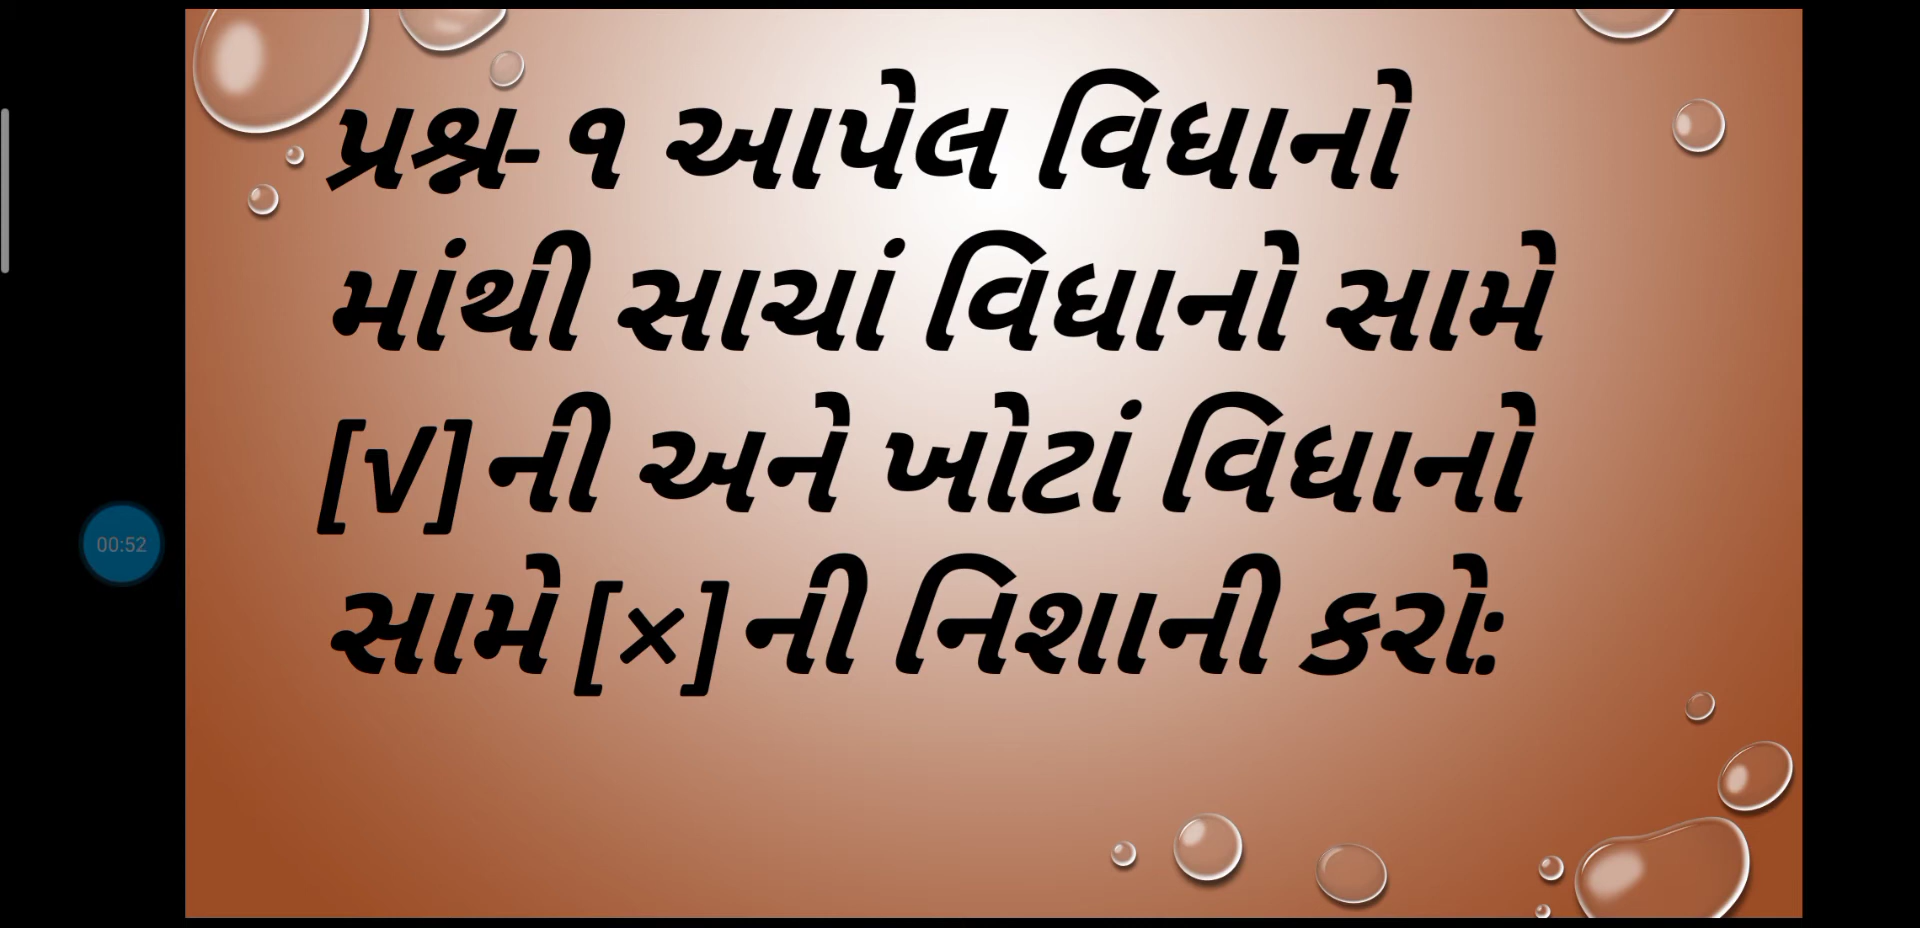 પ્રશ્ન- ૧ આપેલ વિધાનો
માંથી સાચાં વિધાનો સામે
[√] ની અને ખોટાં વિધાનો
સામે [×] ની નિશાની કરો:
00:52